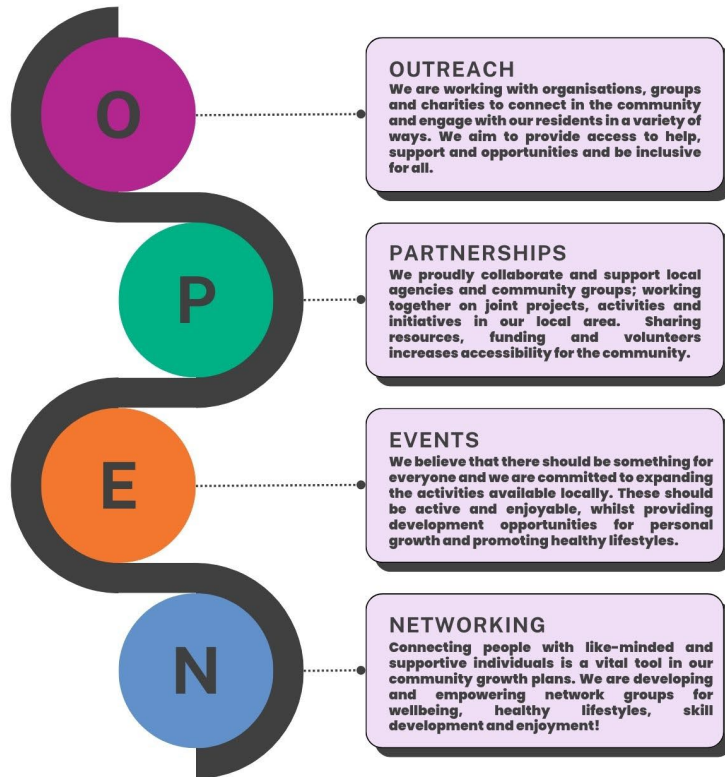 O
OUTREACH
We are working with organisations, groups
and charities to connect in the community
and engage with our residents in a variety of
ways. We aim to provide access to help,
support and opportunities and be inclusive
for all.
P
PARTNERSHIPS
We proudly collaborate and support local
agencies and community groups; working
together on joint projects, activities and
initiatives in our local area. Sharing
resources, funding and volunteers
increases accessibility for the community.
E
EVENTS
We believe that there should be something for
everyone and we are committed to expanding
the activities available locally. These should
be active and enjoyable, whilst providing
development opportunities for personal
growth and promoting healthy lifestyles.
N
NETWORKING
Connecting people with like-minded and
supportive individuals is a vital tool in our
community growth plans. We are developing
and empowering network groups for
wellbeing, healthy lifestyles, skill
development and enjoyment!